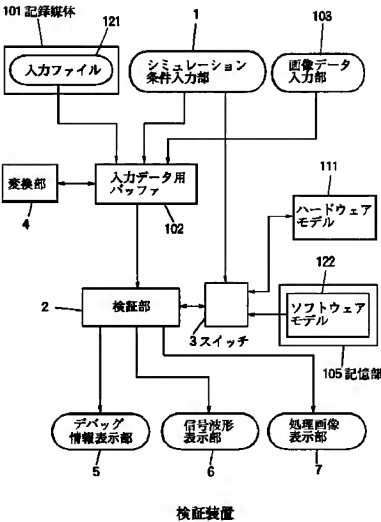 101 記録媒体
121
入力ファイル
1
シミュレーション
条件入力部
103
画像データ
入力部
変換部
4
入力データ用
バッファ
102
111
ハードウェア
モデル
2
検証部
3 スイッチ
122
ソフトウェア
モデル
105 記憶部
デバッグ
情報表示部
5
信号波形
表示部
6
処理画像
表示部
7
検証装置